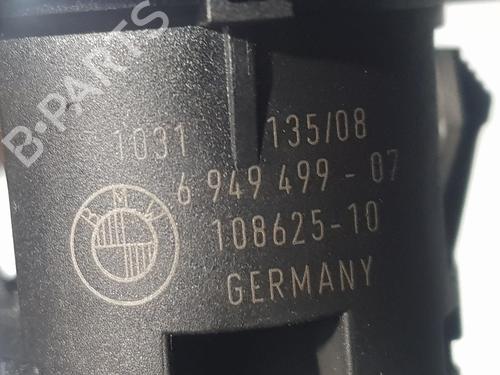 B-PARTS
1031 135/08
6 949 499 - 07
108625-10
BMW
GERMANY